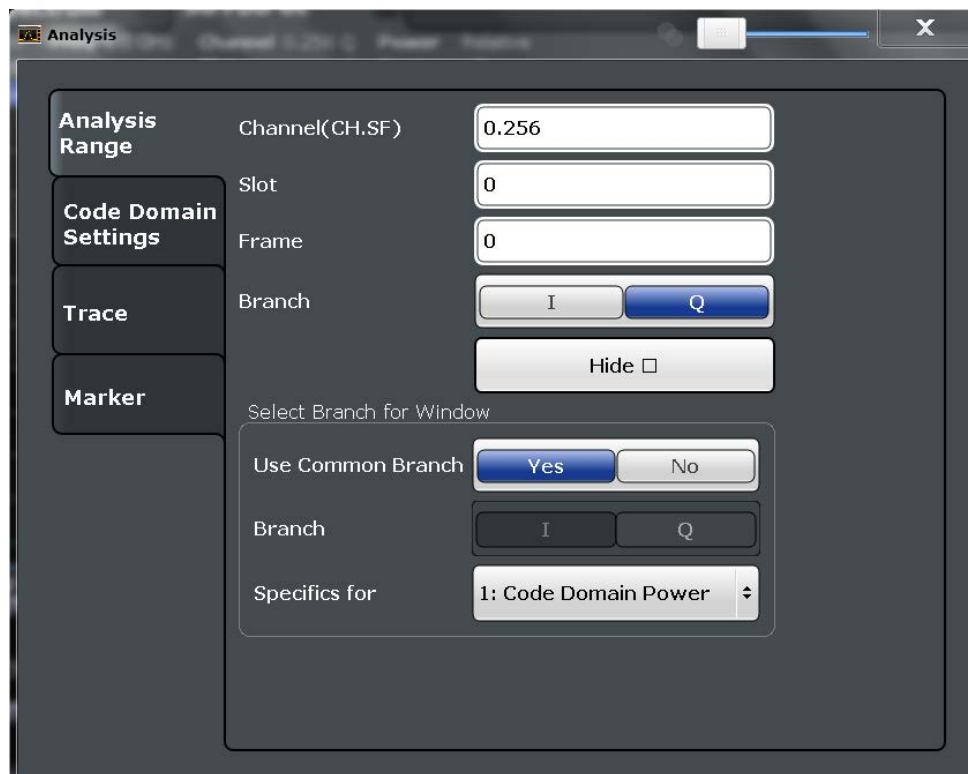 Analysis
X
Analysis
Range
Channel(CH.SF)
0.256
Slot
0
Code Domain
Settings
Frame
0
Branch
I
Q
Trace
Hide
Marker
Select Branch for Window
Use Common Branch
Yes
No
Branch
I
Q
Specifics for
1: Code Domain Power